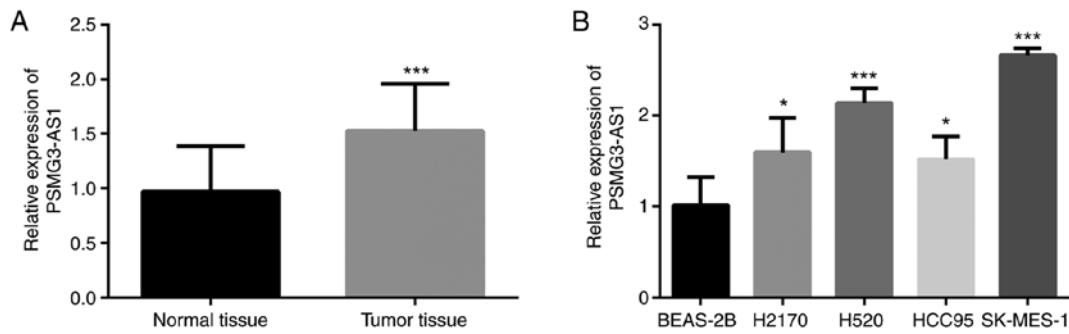 A
Relative expression of
PSMG3-AS1
2.5
2.0
1.5
1.0
0.5
0.0
***
Normal tissue
Tumor tissue
B
Relative expression of
PSMG3-AS1
3
2
1
0
*
***
*
***
BEAS-2B
H2170
H520
HCC95
SK-MES-1